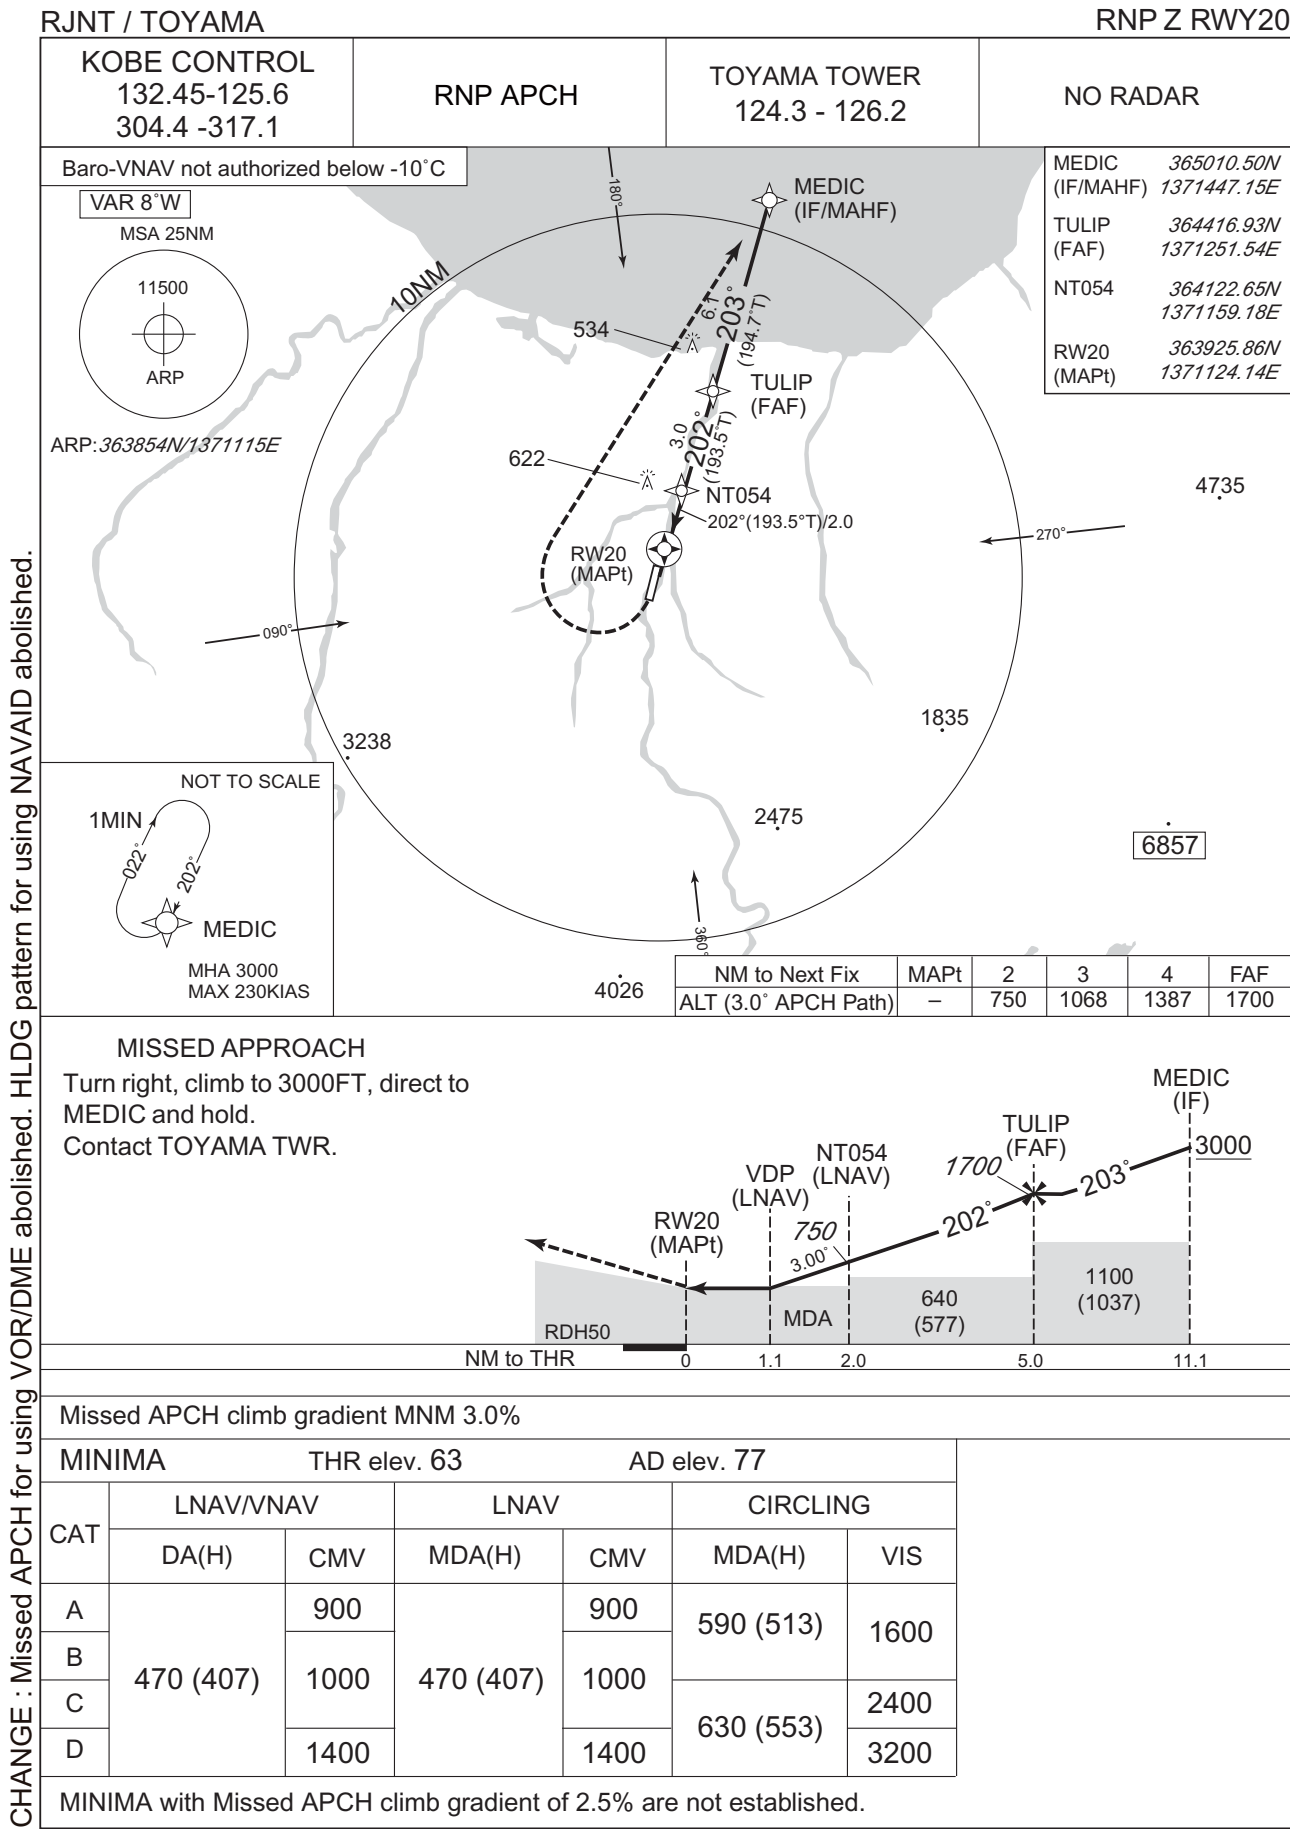 RJNT / TOYAMA
RNP Z RWY20
KOBE CONTROL
132.45-125.6
304.4 -317.1
RNP APCH
TOYAMA TOWER
124.3 - 126.2
NO RADAR
Baro-VNAV not authorized below -10˚C
VAR 8˚W
MSA 25NM
11500
ARP
ARP:363854N/1371115E
MEDIC 365010.50N
(IF/MAHF) 1371447.15E
TULIP 364416.93N
(FAF) 1371251.54E
NT054 364122.65N
1371159.18E
RW20 363925.86N
(MAPt) 1371124.14E
180˚
MEDIC
(IF/MAHF)
10NM
6.1
203˚
(194.7˚T)
534
TULIP
(FAF)
3.0
202˚
(193.5˚T)
622
NT054
202°(193.5°T)/2.0
4735
270˚
RW20
(MAPt)
090˚
1835
3238
2475
6857
360˚
4026
NOT TO SCALE
1MIN
022˚
202˚
MEDIC
MHA 3000
MAX 230KIAS
NM to Next Fix MAPt 2 3 4 FAF
ALT (3.0˚ APCH Path) – 750 1068 1387 1700
MISSED APPROACH
Turn right, climb to 3000FT, direct to
MEDIC and hold.
Contact TOYAMA TWR.
MEDIC
(IF)
3000
TULIP
(FAF)
1700
203˚
NT054
(LNAV)
VDP
(LNAV)
750
3.00˚
202˚
RW20
(MAPt)
1100
(1037)
640
(577)
MDA
RDH50
NM to THR 0 1.1 2.0 5.0 11.1
Missed APCH climb gradient MNM 3.0%
MINIMA THR elev. 63 AD elev. 77
CAT LNAV/VNAV LNAV CIRCLING
DA(H) CMV MDA(H) CMV MDA(H) VIS
A 900 900
590 (513) 1600
B
470 (407) 1000 470 (407) 1000
C 2400
630 (553)
D 1400 1400 3200
MINIMA with Missed APCH climb gradient of 2.5% are not established.
CHANGE : Missed APCH for using VOR/DME abolished. HLDG pattern for using NAVAID abolished.